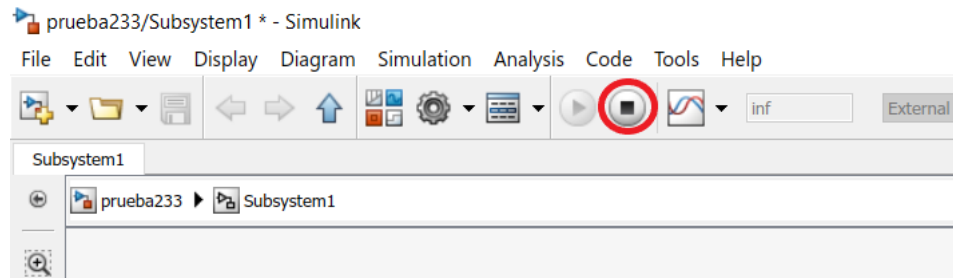 prueba233/Subsystem1 * - Simulink
File Edit View Display Diagram Simulation Analysis Code Tools Help
inf External
Subsystem1
prueba233 Subsystem1